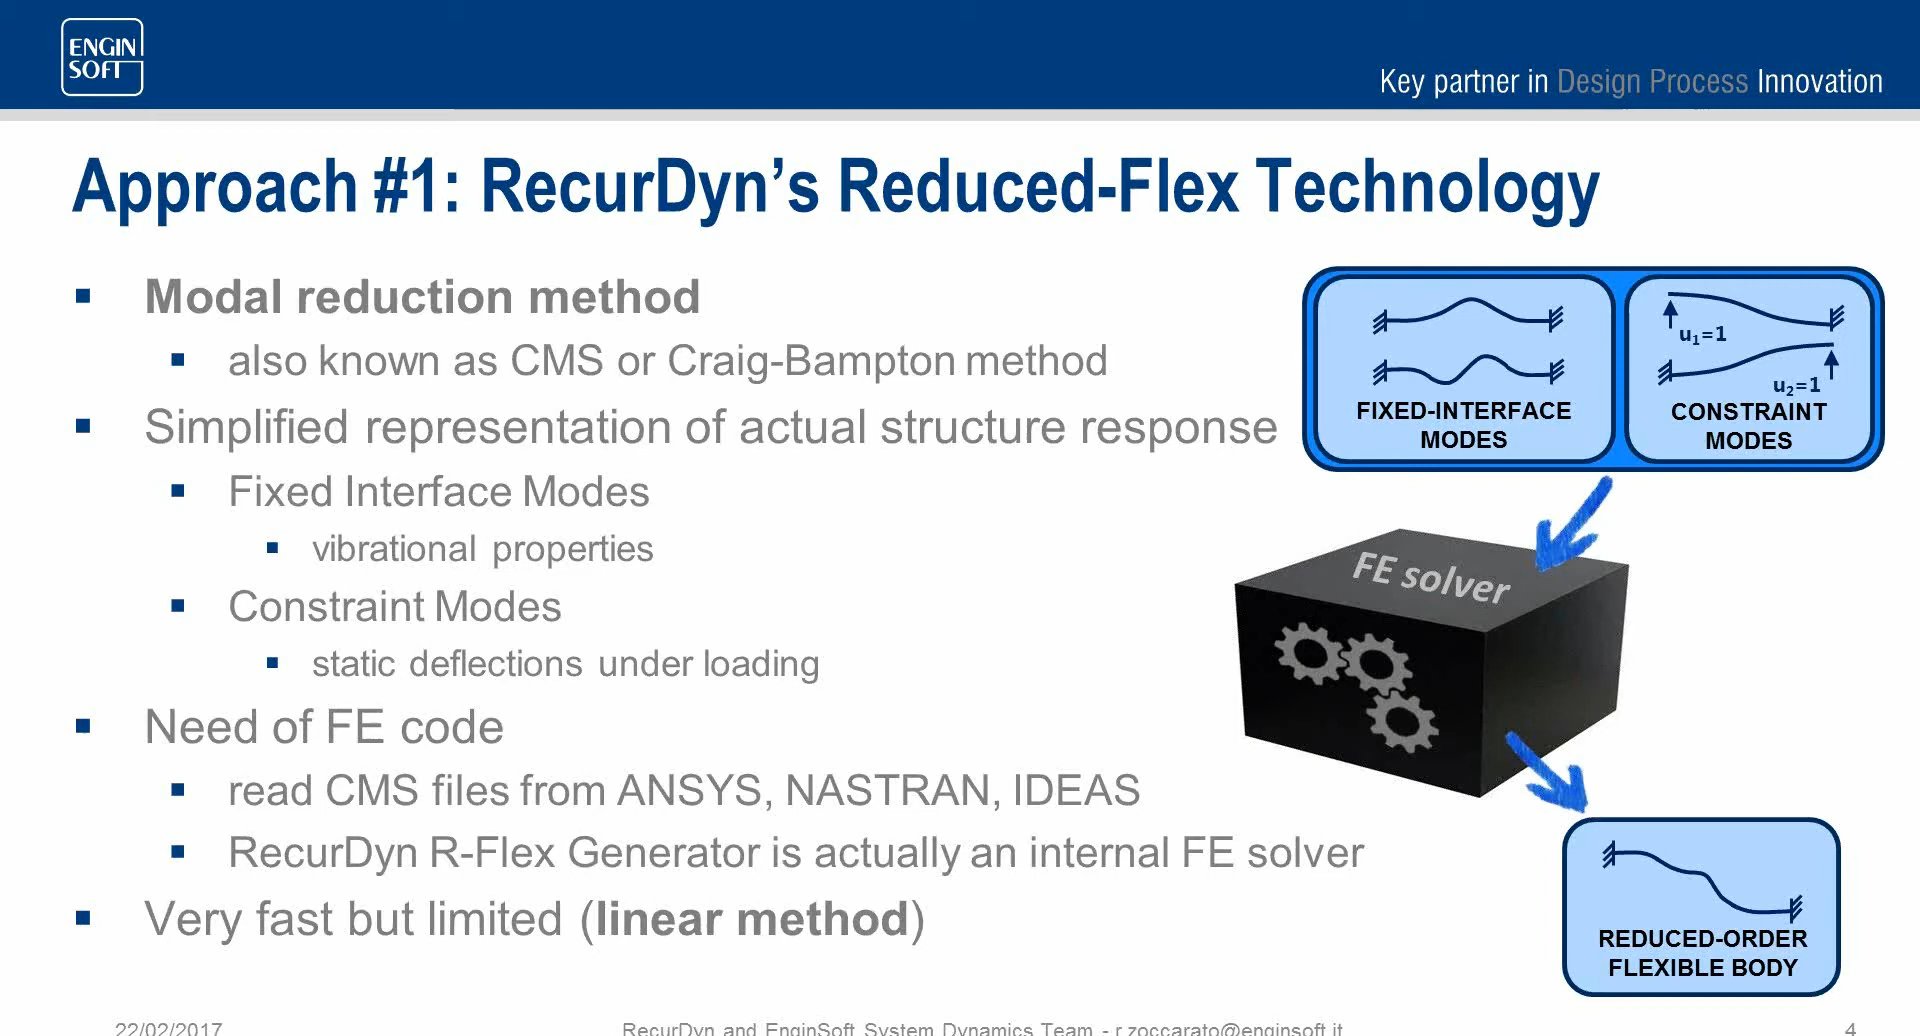 ENGIN
SOFT
Key partner in Design Process Innovation
Approach #1: RecurDyn’s Reduced-Flex Technology
Modal reduction method
also known as CMS or Craig-Bampton method
Simplified representation of actual structure response
Fixed Interface Modes
vibrational properties
Constraint Modes
static deflections under loading
Need of FE code
read CMS files from ANSYS, NASTRAN, IDEAS
RecurDyn R-Flex Generator is actually an internal FE solver
Very fast but limited (linear method)
FIXED-INTERFACE
MODES
u₁=1
u₂=1
CONSTRAINT
MODES
FE solver
REDUCED-ORDER
FLEXIBLE BODY
22/02/2017
RecurDyn and EnginSoft System Dynamics Team - r.zoccarato@enginsoft.it
4